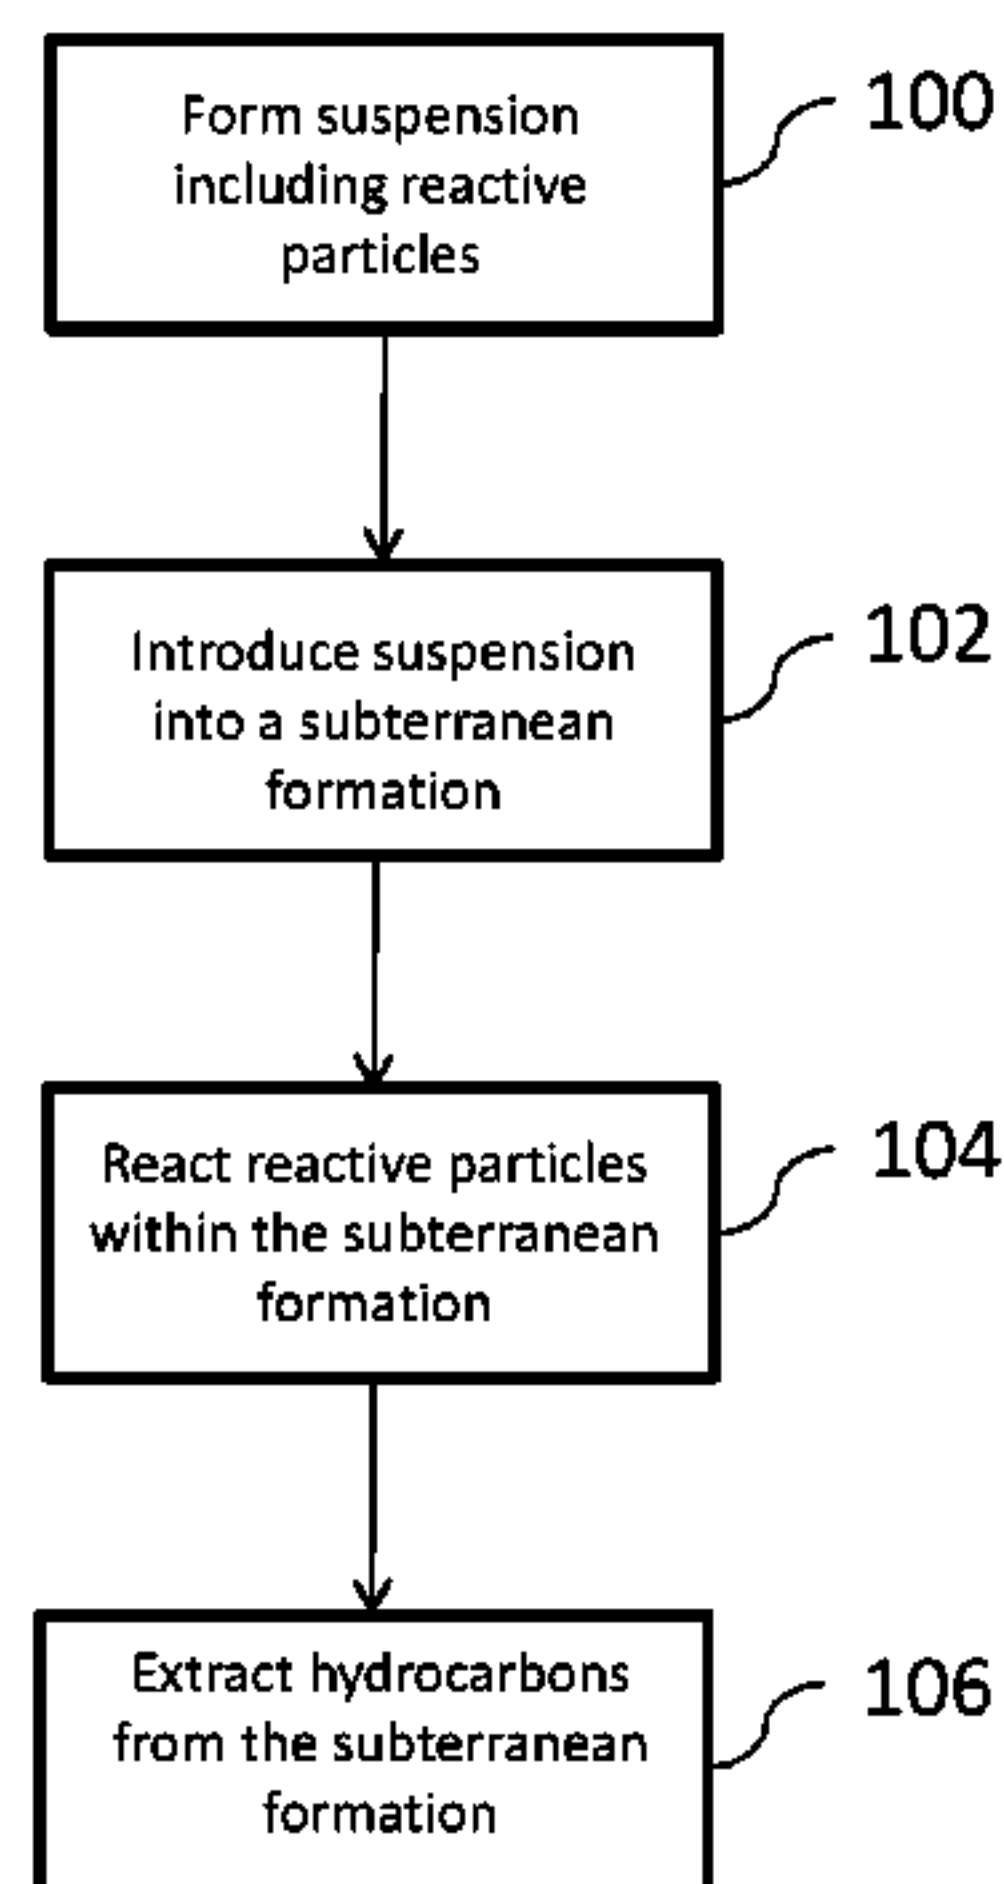 Form suspension
including reactive
particles
100
Introduce suspension
into a subterranean
formation
102
React reactive particles
within the subterranean
formation
104
Extract hydrocarbons
from the subterranean
formation
106